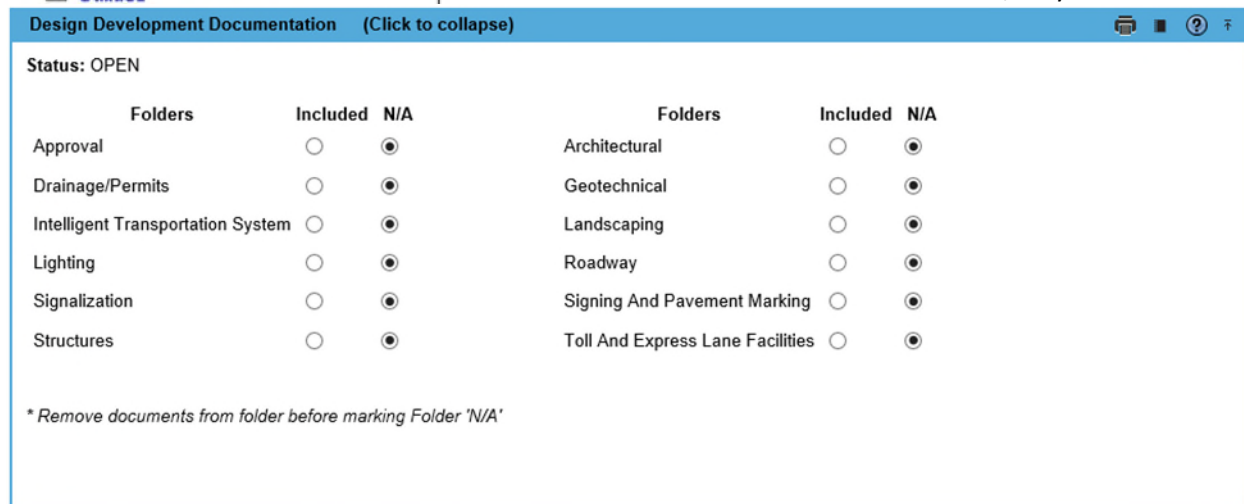 Design Development Documentation (Click to collapse)
Status: OPEN
Folders Included N/A Folders Included N/A
Approval Architectural
Drainage/Permits Geotechnical
Intelligent Transportation System Landscaping
Lighting Roadway
Signalization Signing And Pavement Marking
Structures Toll And Express Lane Facilities
* Remove documents from folder before marking Folder 'N/A'